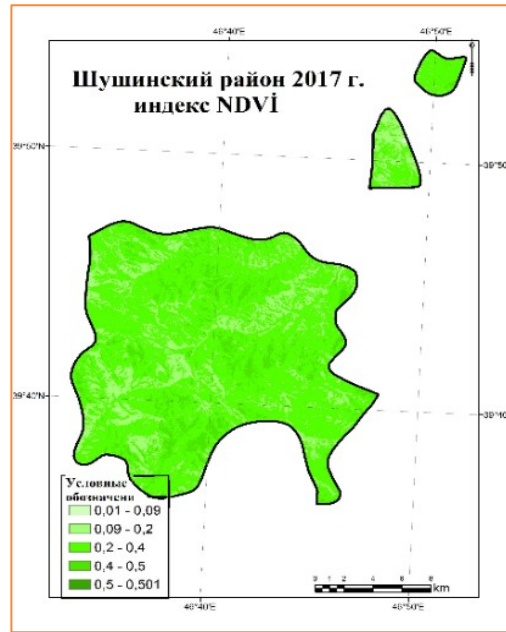 46°40'E 46°50'E
Шушинский район 2017 г.
индекс NDVİ
39°50'N
39°50'
39°40'N
39°40'
Условные
обозначени
0,01 - 0,09
0,09 - 0,2
0,2 - 0,4
0,4 - 0,5
0,5 - 0,501
0 1 2 4 6 8
km
46°40'E 46°50'E